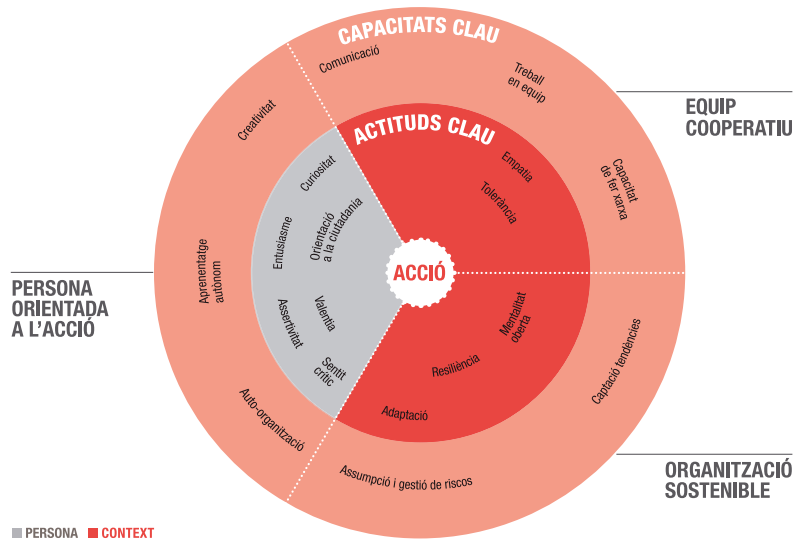 CAPACITATS CLAU
Comunicació
Treball
en equip
Capacitat
de fer xarxa
Creativitat
Aprenentatge
autònom
Auto-organització
Assumpció i gestió de riscos
Captació tendències
ACTITUDS CLAU
Empatia
Tolerància
Curiositat
Orientació
a la ciutadania
Entusiasme
Valentia
Assertivitat
Sentit
crític
Mentalitat
oberta
Resiliència
Adaptació
ACCIÓ
EQUIP
COOPERATIU
PERSONA
ORIENTADA
A L'ACCIÓ
ORGANITZACIÓ
SOSTENIBLE
PERSONA CONTEXT